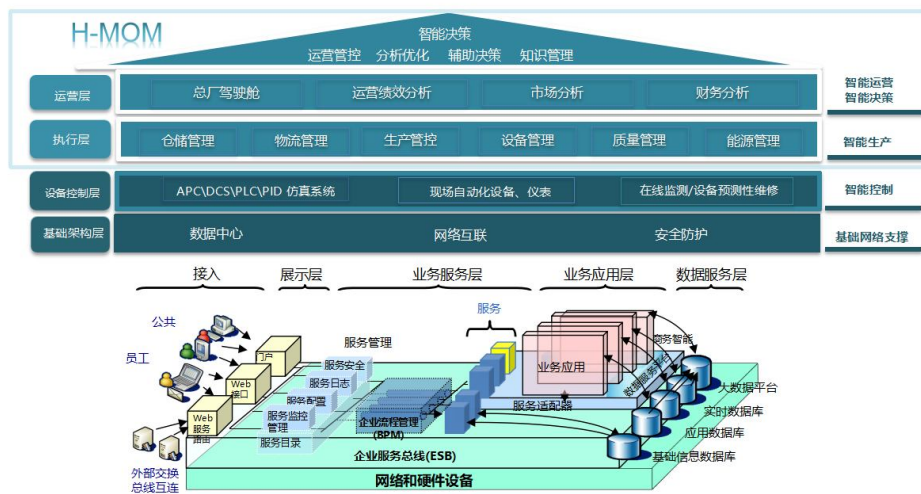 H-MOM
智能决策
运营管控 分析优化 辅助决策 知识管理
运营层 总厂驾驶舱 运营绩效分析 市场分析 财务分析 智能运营
智能决策
执行层 仓储管理 物流管理 生产管控 设备管理 质量管理 能源管理 智能生产
设备控制层 APC\DCS\PLC\PID 仿真系统 现场自动化设备、仪表 在线监测/设备预测性维修 智能控制
基础架构层 数据中心 网络互联 安全防护 基础网络支撑
接入 展示层 业务服务层 业务应用层 数据服务层
公共
员工
外部交换
总线互连
门户
Web
接口
Web
服务
路由
服务管理
服务安全
服务日志
服务配置
服务监控
管理
服务目录
服务
企业流程管理
(BPM)
业务应用
服务适配器
商务智能
数据服务平台
大数据平台
实时数据库
应用数据库
基础信息数据库
企业服务总线(ESB)
网络和硬件设备